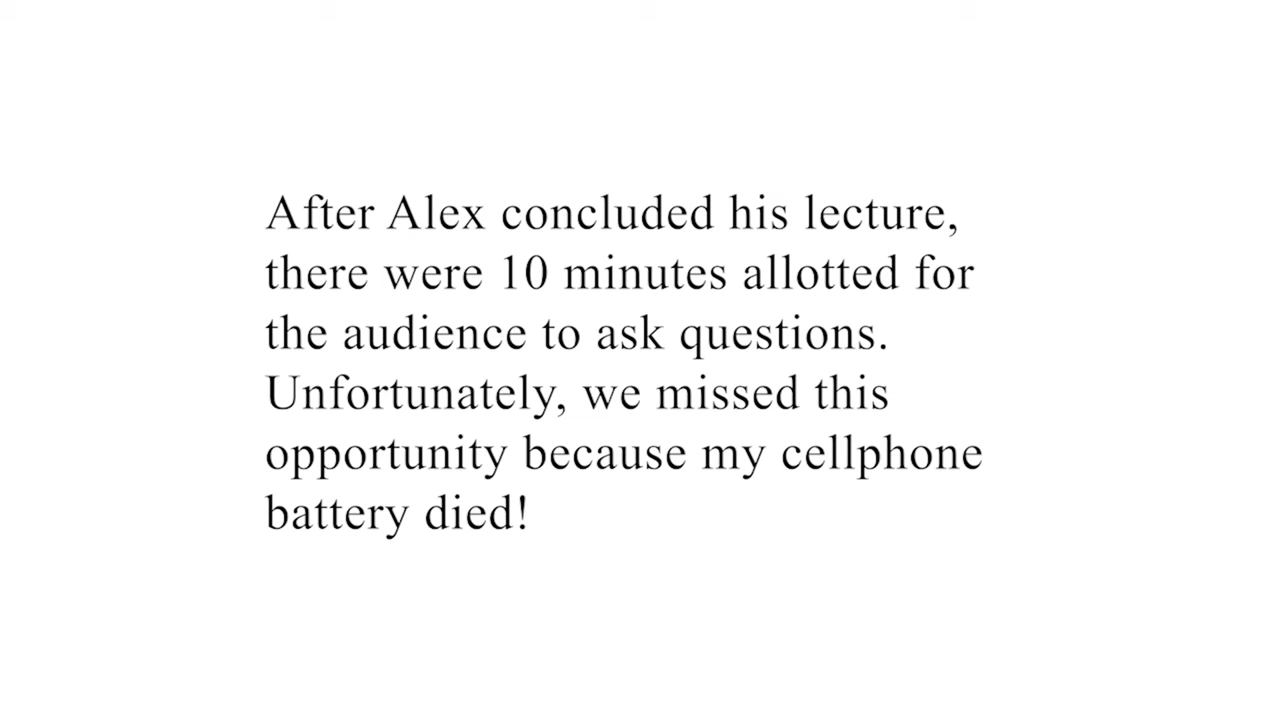 After Alex concluded his lecture,
there were 10 minutes allotted for
the audience to ask questions.
Unfortunately, we missed this
opportunity because my cellphone
battery died!